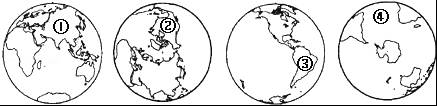 ① ② ③ ④